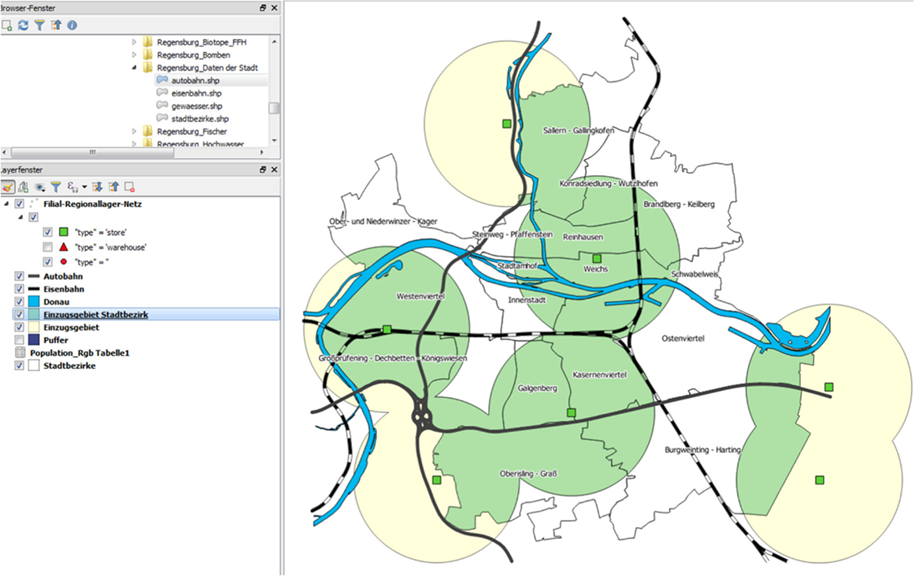 Browser-Fenster
Regensburg_Biotope_FFH
Regensburg_Bomben
Regensburg_Daten der Stadt
autobahn.shp
eisenbahn.shp
gewaesser.shp
stadtbezirke.shp
Regensburg_Fischer
Regensburg_Hochwasser
Layerfenster
Filial-Regionallager-Netz
"type" = 'store'
"type" = 'warehouse'
"type" = ''
Autobahn
Eisenbahn
Donau
Einzugsgebiet Stadtbezirk
Einzugsgebiet
Puffer
Population_Rgb Tabelle1
Stadtbezirke
Sallern - Gallingkofen
Konradsiedlung - Wutzlhofen
Brandlberg - Keilberg
Ober- und Niederwinzer - Kager
Steinweg - Pfaffenstein
Reinhausen
Stadtamhof
Weichs
Schwabelweis
Westenviertel
Innenstadt
Ostenviertel
Großprüfening - Dechbetten - Königswiesen
Kasernenviertel
Galgenberg
Burgweinting - Harting
Oberisling - Graß